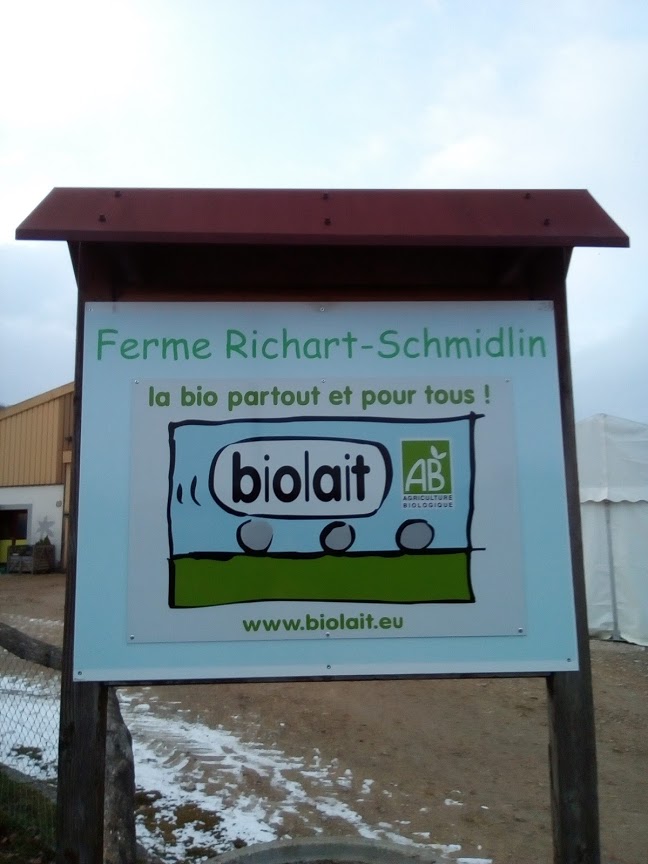 Ferme Richart-Schmidlin
la bio partout et pour tous !
biolait
AB
AGRICULTURE
BIOLOGIQUE
www.biolait.eu